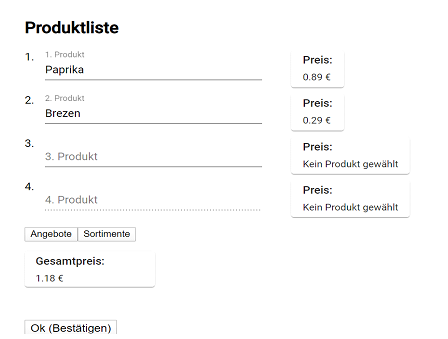 Produktliste
1. 1. Produkt Preis:
Paprika 0.89 €
2. 2. Produkt Preis:
Brezen 0.29 €
3. Preis:
3. Produkt Kein Produkt gewählt
4. Preis:
4. Produkt Kein Produkt gewählt
Angebote Sortimente
Gesamtpreis:
1.18 €
Ok (Bestätigen)